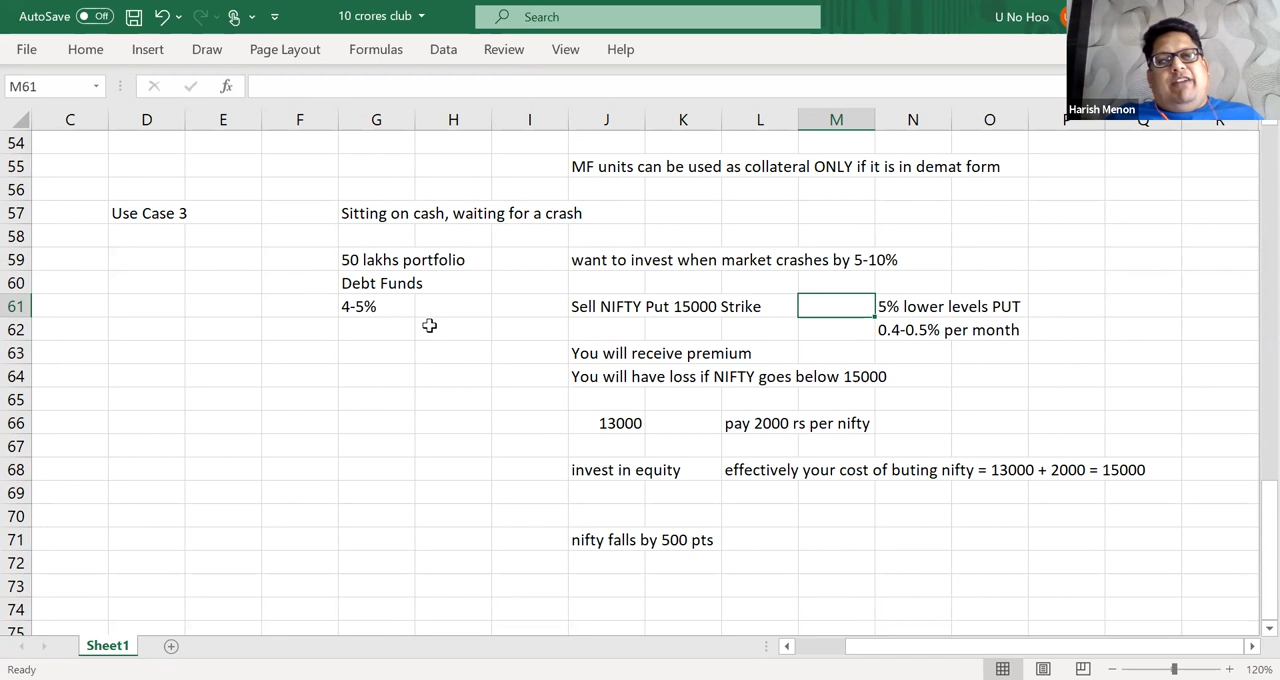 AutoSave Off 10 crores club Search U No Hoo
File Home Insert Draw Page Layout Formulas Data Review View Help
M61 fx
Harish Menon
C D E F G H I J K L M N O
54
55 MF units can be used as collateral ONLY if it is in demat form
56
57 Use Case 3 Sitting on cash, waiting for a crash
58
59 50 lakhs portfolio want to invest when market crashes by 5-10%
60 Debt Funds
61 4-5% Sell NIFTY Put 15000 Strike 5% lower levels PUT
62 0.4-0.5% per month
63 You will receive premium
64 You will have loss if NIFTY goes below 15000
65
66 13000 pay 2000 rs per nifty
67
68 invest in equity effectively your cost of buting nifty = 13000 + 2000 = 15000
69
70
71 nifty falls by 500 pts
72
73
74
75
Sheet1
Ready 120%